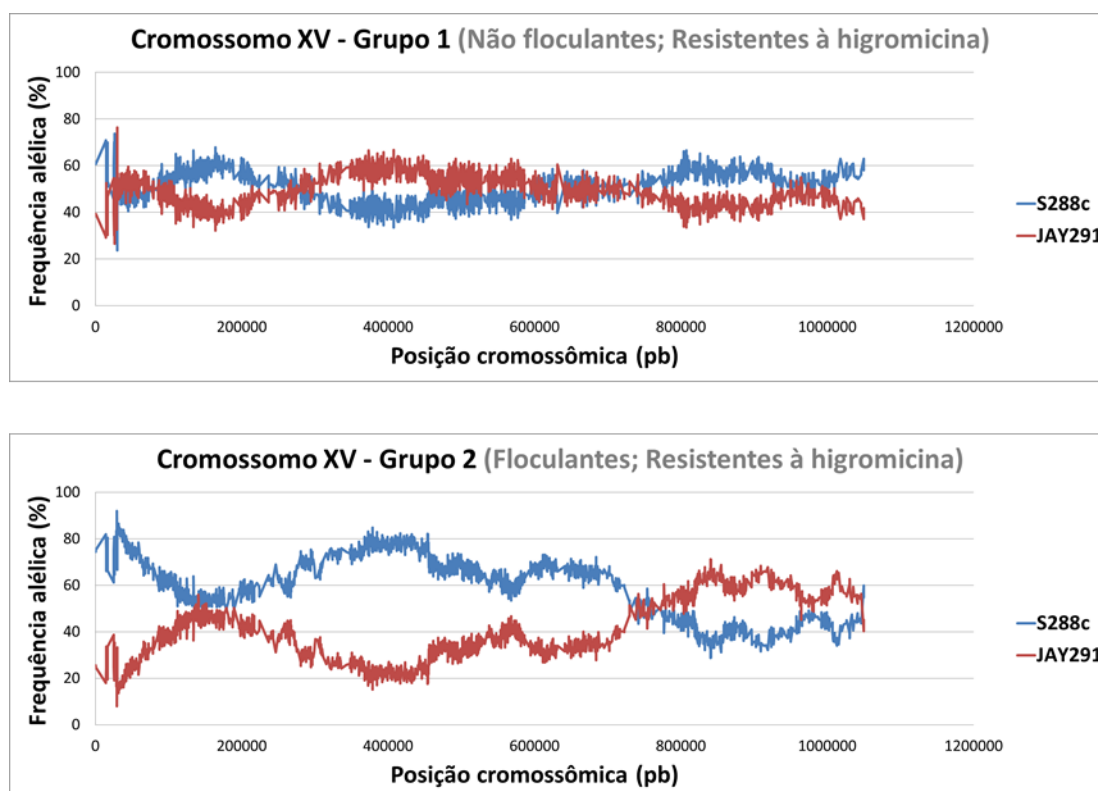 Cromossomo XV - Grupo 1 (Não floculantes; Resistentes à higromicina)
Frequência alélica (%)
100
80
60
40
20
0
0 200000 400000 600000 800000 1000000 1200000
Posição cromossômica (pb)
S288c
JAY291
Cromossomo XV - Grupo 2 (Floculantes; Resistentes à higromicina)
Frequência alélica (%)
100
80
60
40
20
0
0 200000 400000 600000 800000 1000000 1200000
Posição cromossômica (pb)
S288c
JAY291